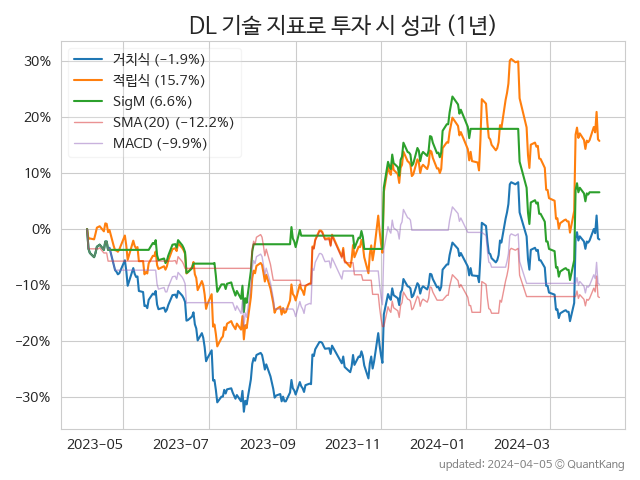 DL 기술 지표로 투자 시 성과 (1년)
30%
20%
10%
0%
−10%
−20%
−30%
거치식 (−1.9%)
적립식 (15.7%)
SigM (6.6%)
SMA(20) (−12.2%)
MACD (−9.9%)
2023-05 2023-07 2023-09 2023-11 2024-01 2024-03
updated: 2024-04-05 © QuantKang